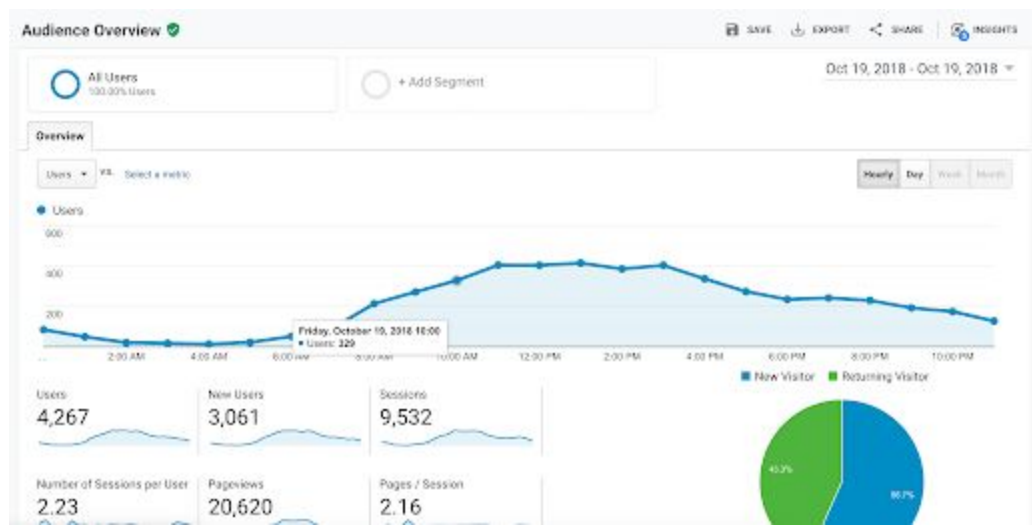 Audience Overview
SAVE EXPORT SHARE INSIGHTS
All Users
100.00% Users
+ Add Segment
Oct 19, 2018 - Oct 19, 2018
Overview
Users VS. Select a metric
Hourly Day Week Month
Users
600
400
200
Friday, October 19, 2018 10:00
Users: 329
2:00 AM 4:00 AM 6:00 AM 8:00 AM 10:00 AM 12:00 PM 2:00 PM 4:00 PM 6:00 PM 8:00 PM 10:00 PM
New Visitor Returning Visitor
Users
4,267
New Users
3,061
Sessions
9,532
43.3%
56.7%
Number of Sessions per User
2.23
Pageviews
20,620
Pages / Session
2.16